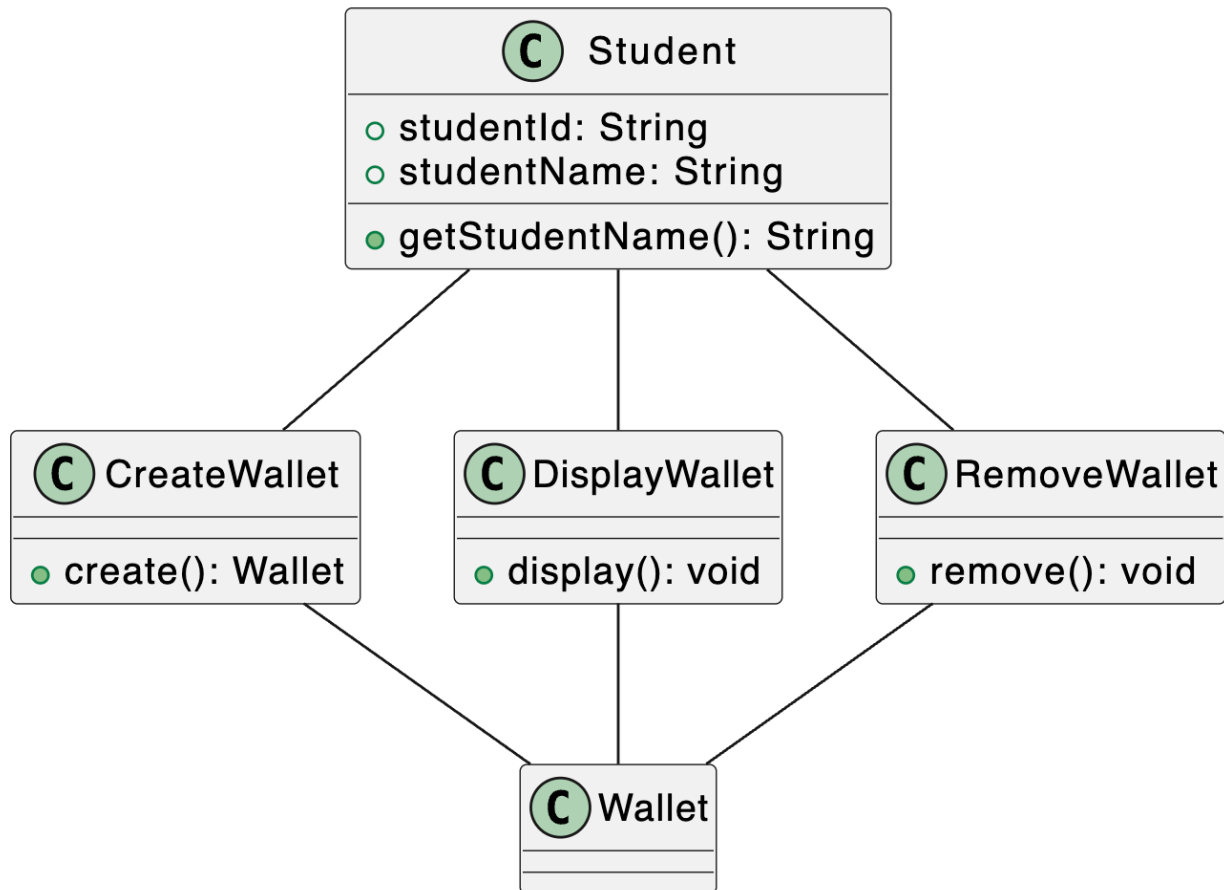 C Student
studentId: String
studentName: String
getStudentName(): String
C CreateWallet
create(): Wallet
C DisplayWallet
display(): void
C RemoveWallet
remove(): void
C Wallet